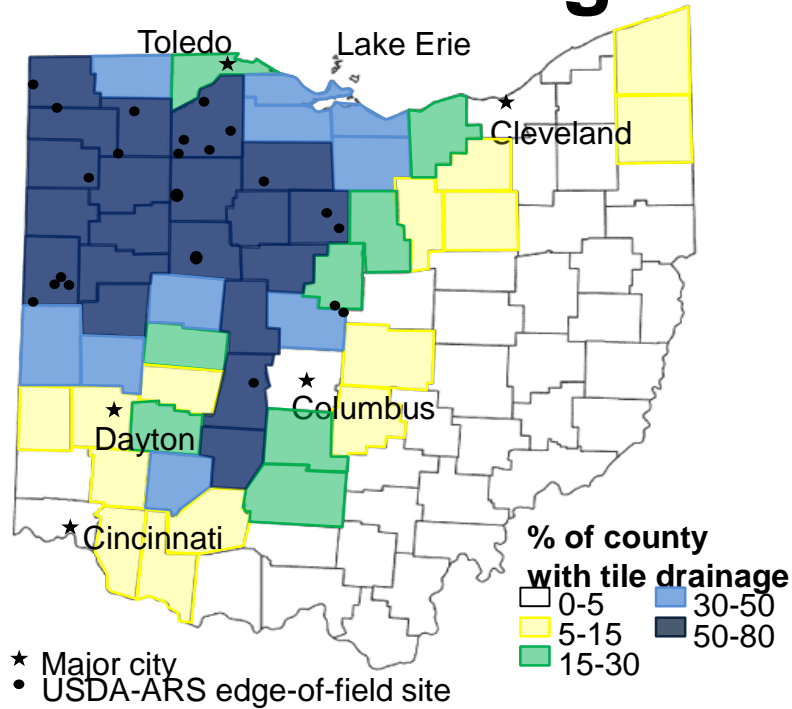 g
Toledo
Lake Erie
Cleveland
Columbus
Dayton
Cincinnati
% of county
with tile drainage
0-5
30-50
5-15
50-80
15-30
Major city
USDA-ARS edge-of-field site